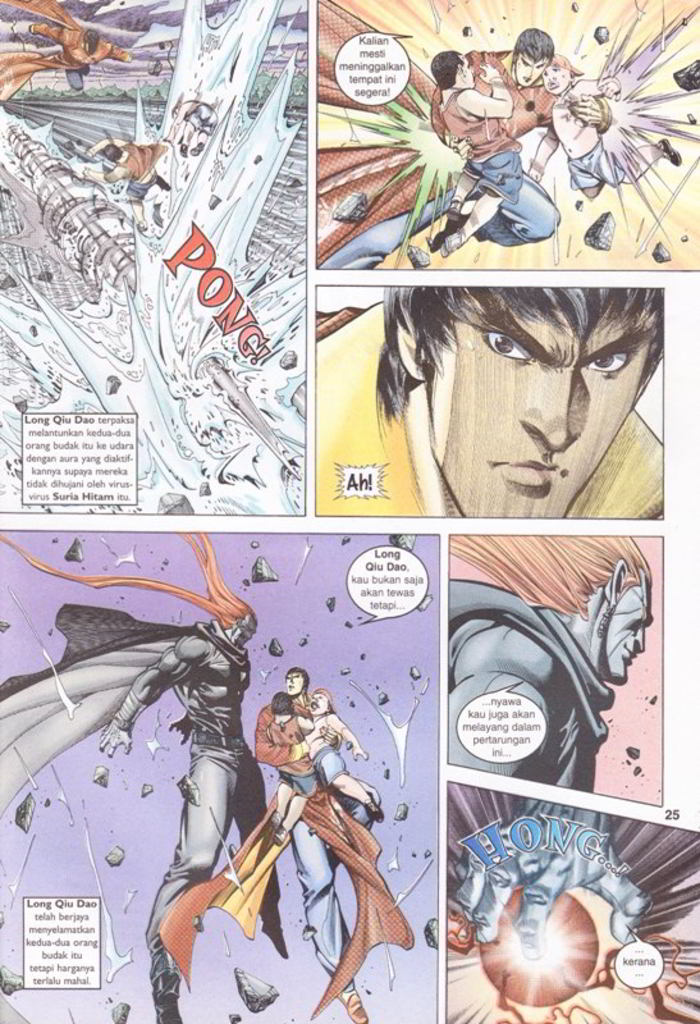 PONG!
Long Qiu Dao terpaksa
melantunkan kedua-dua
orang budak itu ke udara
dengan aura yang diaktif-
kannya supaya mereka
tidak dihujani oleh virus-
virus Suria Hitam itu.
Kalian
mesti
meninggalkan
tempat ini
segera!
Ah!
Long
Qiu Dao,
kau bukan saja
akan tewas
tetapi...
Long Qiu Dao
telah berjaya
menyelamatkan
kedua-dua orang
budak itu
tetapi harganya
terlalu mahal.
...nyawa
kau juga akan
melayang dalam
pertarungan
ini...
25
HONG...!
...
kerana
...